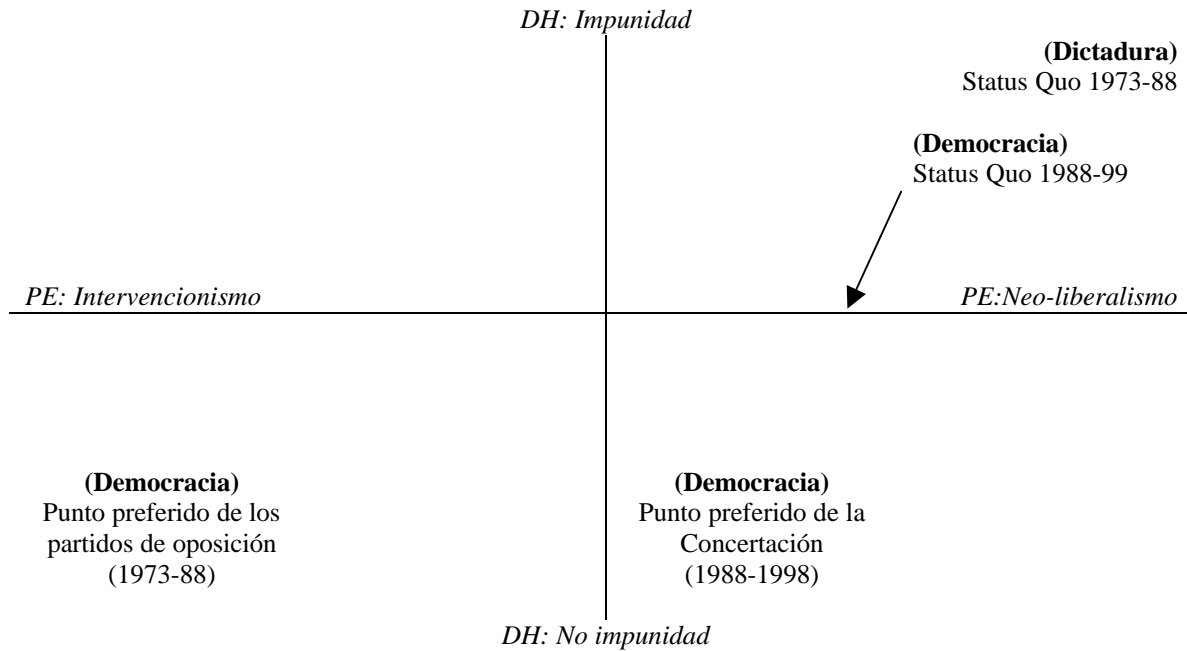 DH: Impunidad
(Dictadura)
Status Quo 1973-88
(Democracia)
Status Quo 1988-99
PE: Intervencionismo
PE:Neo-liberalismo
(Democracia)
Punto preferido de los
partidos de oposición
(1973-88)
(Democracia)
Punto preferido de la
Concertación
(1988-1998)
DH: No impunidad